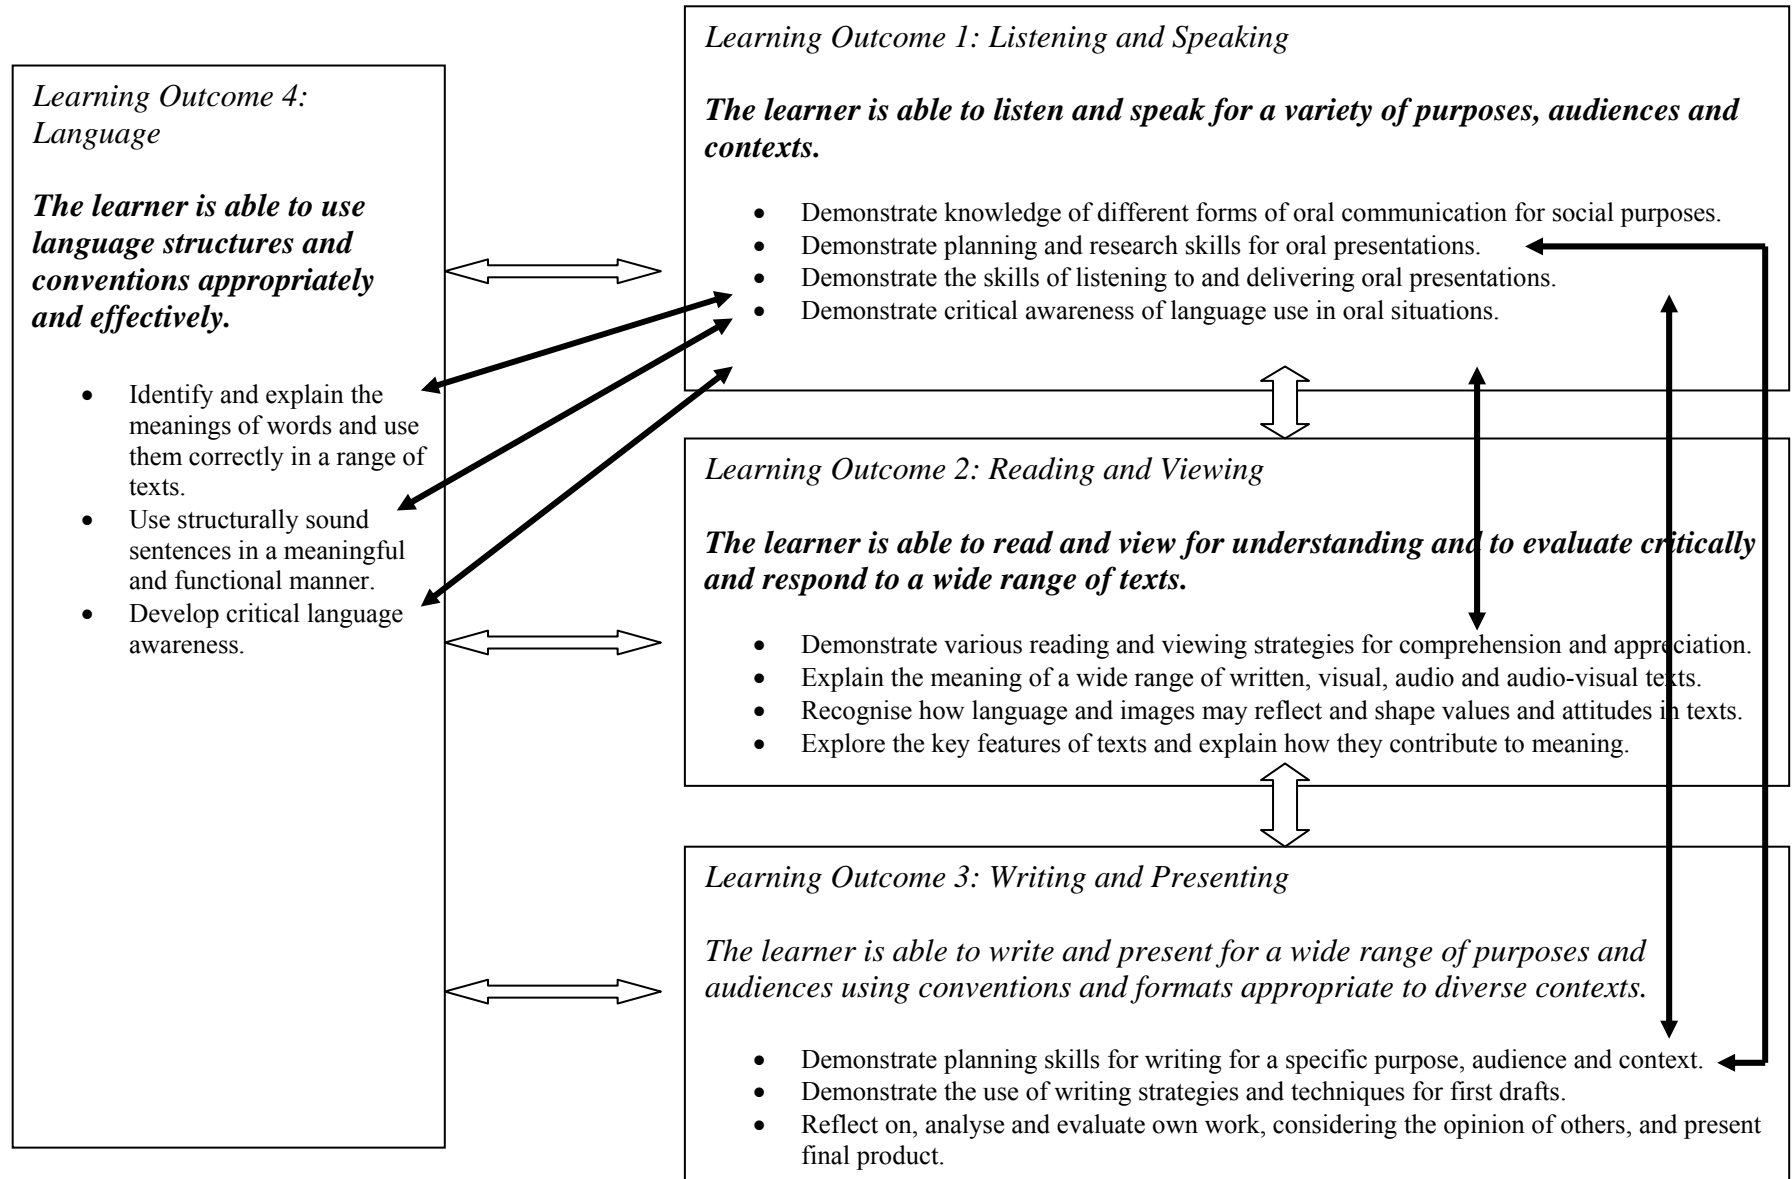 Learning Outcome 4:
Language
The learner is able to use
language structures and
conventions appropriately
and effectively.
• Identify and explain the
meanings of words and use
them correctly in a range of
texts.
• Use structurally sound
sentences in a meaningful
and functional manner.
• Develop critical language
awareness.
Learning Outcome 1: Listening and Speaking
The learner is able to listen and speak for a variety of purposes, audiences and
contexts.
• Demonstrate knowledge of different forms of oral communication for social purposes.
• Demonstrate planning and research skills for oral presentations.
• Demonstrate the skills of listening to and delivering oral presentations.
• Demonstrate critical awareness of language use in oral situations.
Learning Outcome 2: Reading and Viewing
The learner is able to read and view for understanding and to evaluate critically
and respond to a wide range of texts.
• Demonstrate various reading and viewing strategies for comprehension and appreciation.
• Explain the meaning of a wide range of written, visual, audio and audio-visual texts.
• Recognise how language and images may reflect and shape values and attitudes in texts.
• Explore the key features of texts and explain how they contribute to meaning.
Learning Outcome 3: Writing and Presenting
The learner is able to write and present for a wide range of purposes and
audiences using conventions and formats appropriate to diverse contexts.
• Demonstrate planning skills for writing for a specific purpose, audience and context.
• Demonstrate the use of writing strategies and techniques for first drafts.
• Reflect on, analyse and evaluate own work, considering the opinion of others, and present
final product.